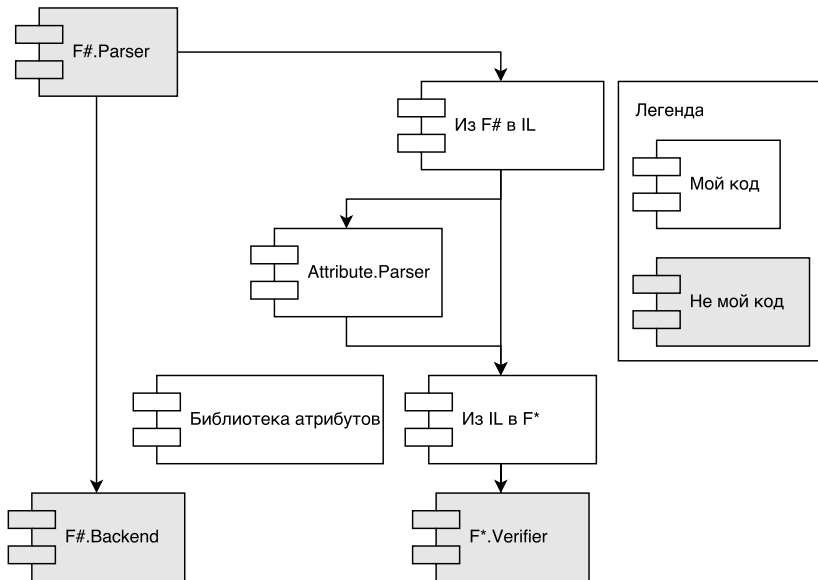 F#.Parser
Из F# в IL
Легенда
Мой код
Attribute.Parser
Не мой код
Библиотека атрибутов
Из IL в F*
F#.Backend
F*.Verifier